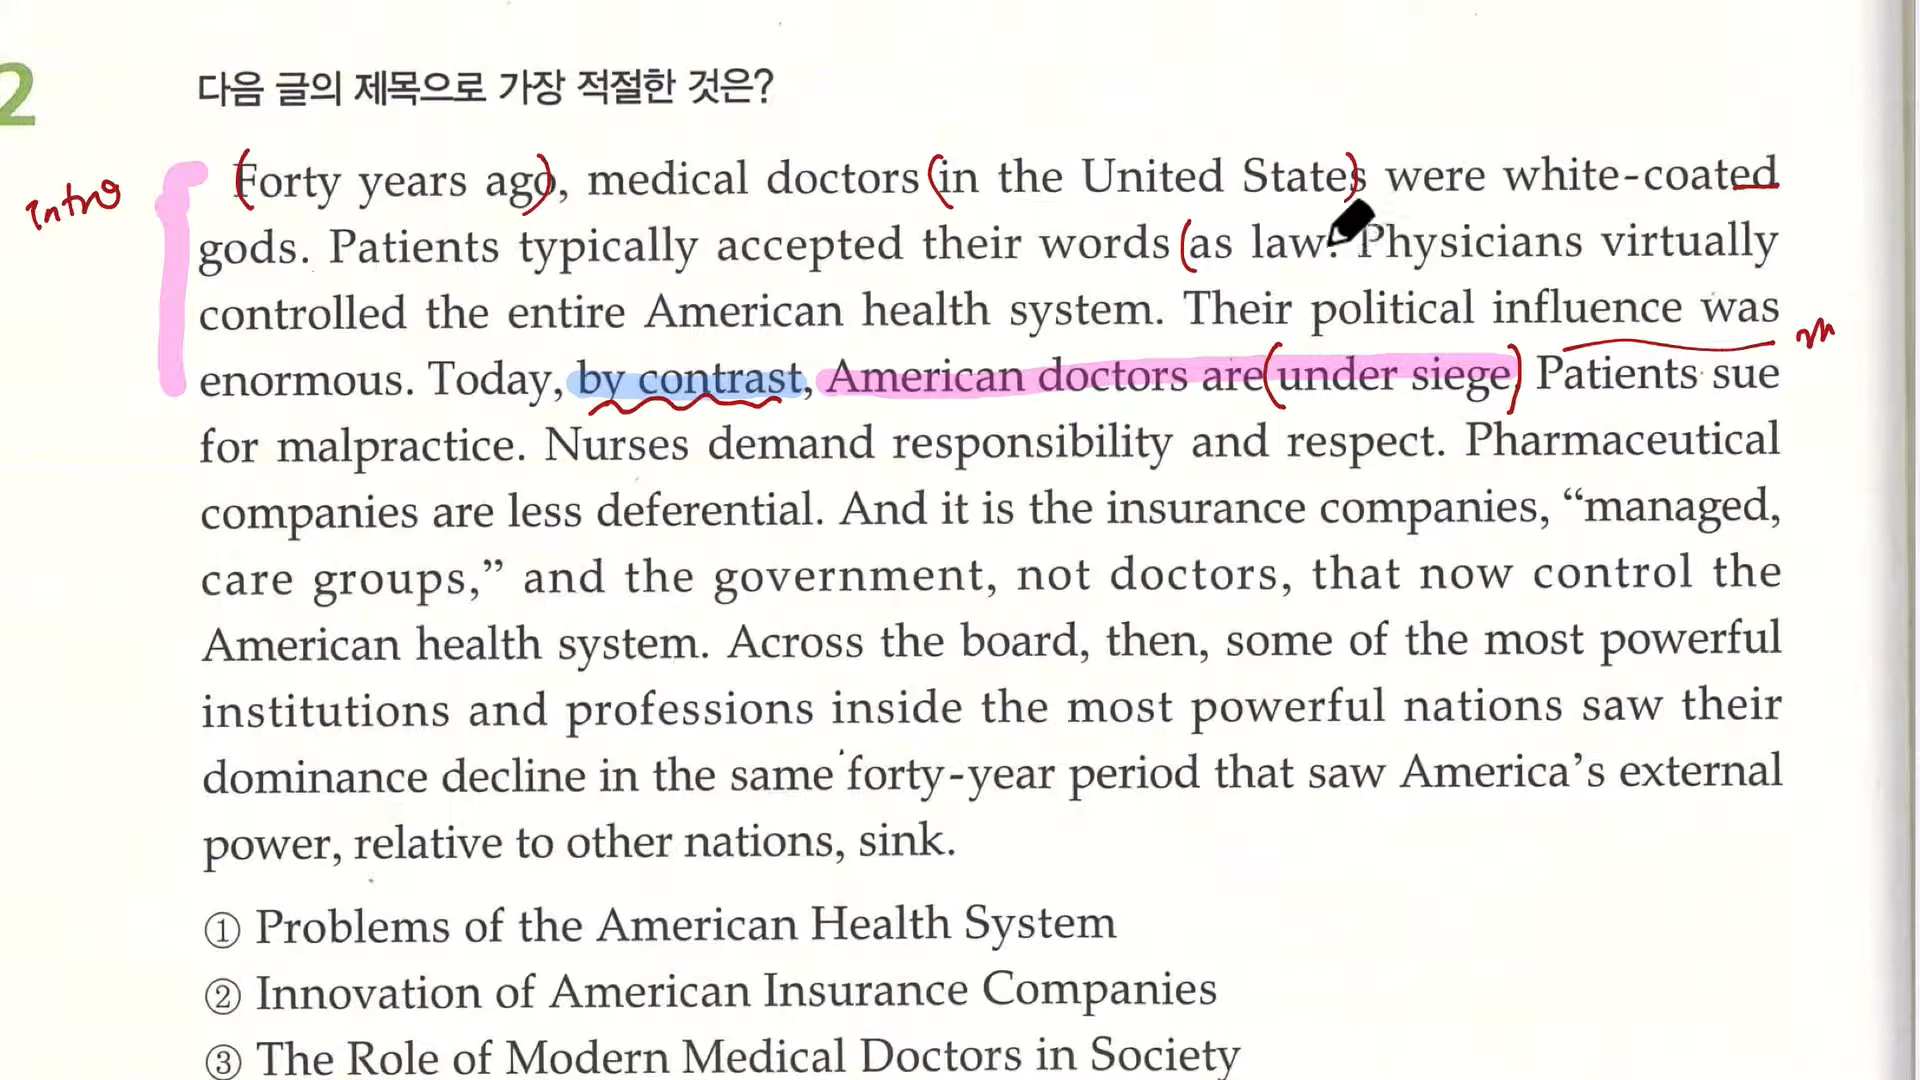 2
다음 글의 제목으로 가장 적절한 것은?
Intro
Forty years ago, medical doctors in the United States were white-coated
gods. Patients typically accepted their words as law. Physicians virtually
controlled the entire American health system. Their political influence was
enormous. Today, by contrast, American doctors are under siege. Patients sue
for malpractice. Nurses demand responsibility and respect. Pharmaceutical
companies are less deferential. And it is the insurance companies, “managed,
care groups,” and the government, not doctors, that now control the
American health system. Across the board, then, some of the most powerful
institutions and professions inside the most powerful nations saw their
dominance decline in the same forty-year period that saw America’s external
power, relative to other nations, sink.
① Problems of the American Health System
② Innovation of American Insurance Companies
③ The Role of Modern Medical Doctors in Society